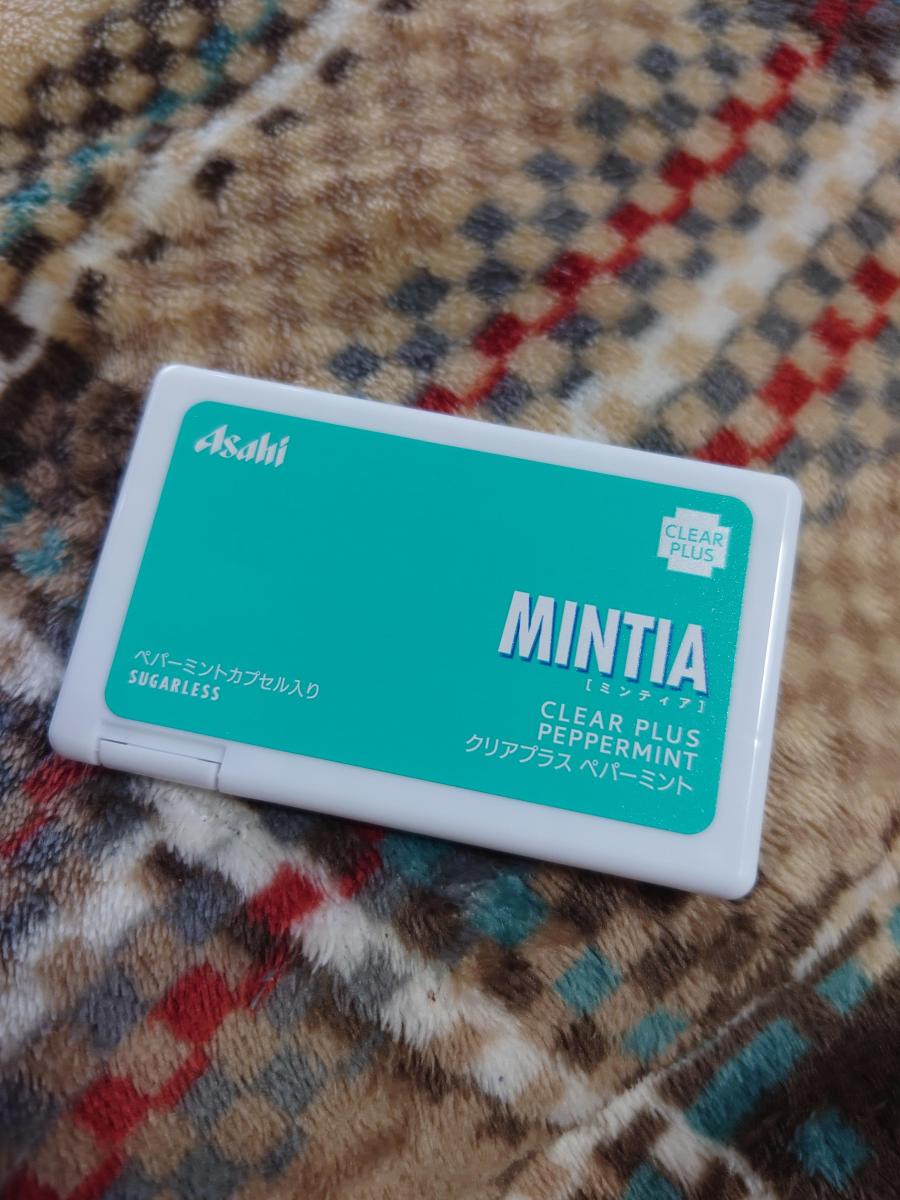 Asahi
CLEAR
PLUS
MINTIA
[ミンティア]
CLEAR PLUS
PEPPERMINT
クリアプラス ペパーミント
ペパーミントカプセル入り
SUGARLESS